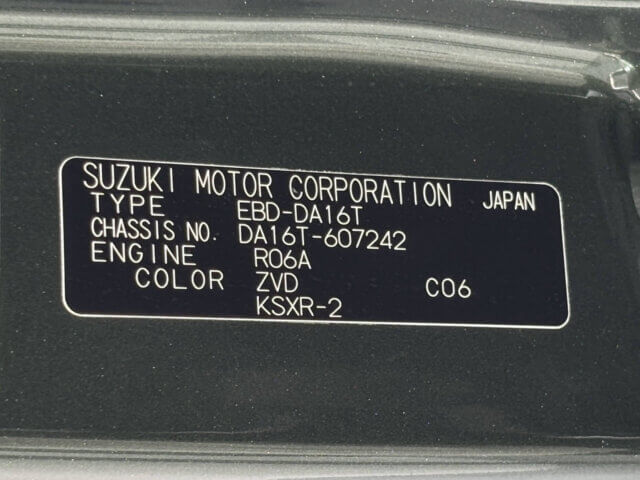 SUZUKI MOTOR CORPORATION JAPAN
TYPE EBD-DA16T
CHASSIS NO. DA16T-607242
ENGINE R06A
COLOR ZVD C06
KSXR-2